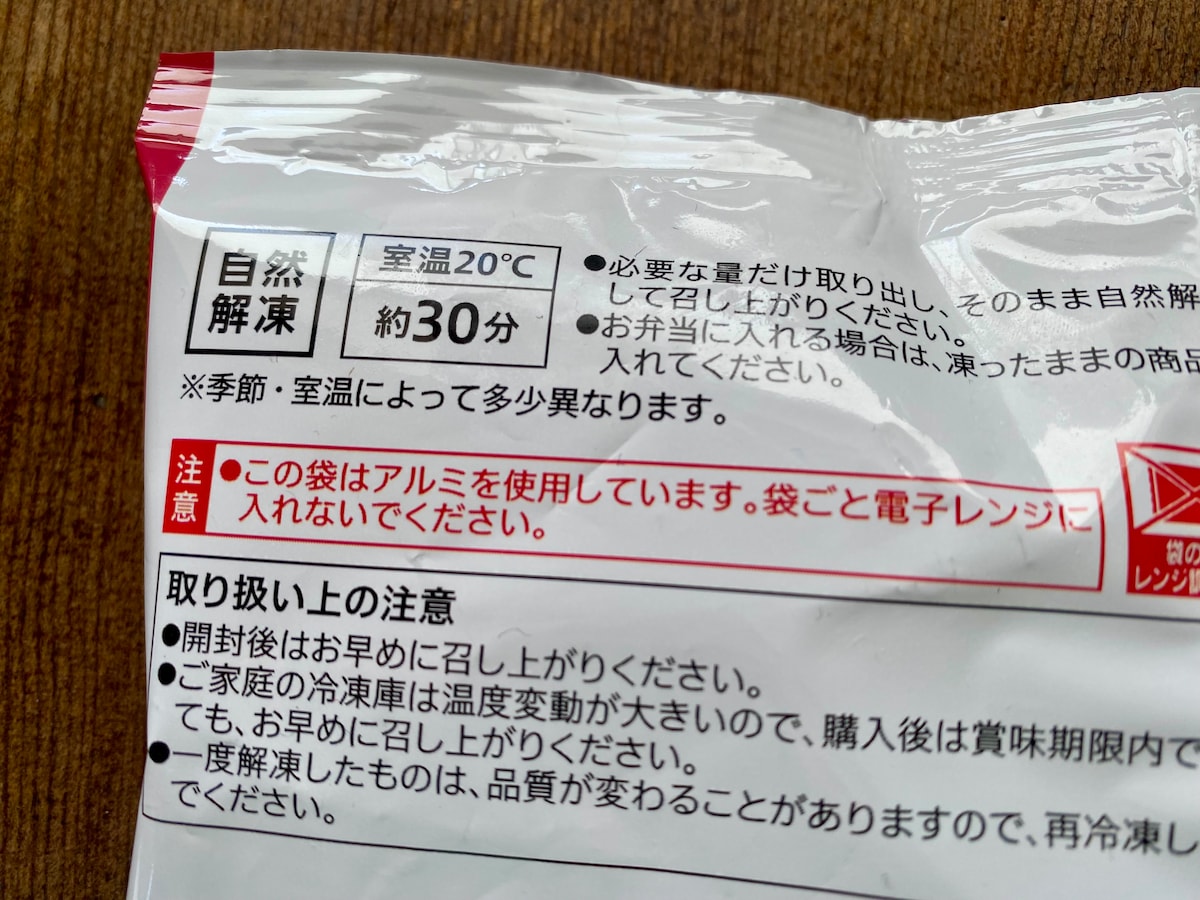 自然
解凍
室温20℃
約30分
●必要な量だけ取り出し、そのまま自然解
して召し上がりください。
●お弁当に入れる場合は、凍ったままの商品
入れてください。
※季節・室温によって多少異なります。
注意
●この袋はアルミを使用しています。袋ごと電子レンジに
入れないでください。
袋の
レンジ
取り扱い上の注意
●開封後はお早めに召し上がりください。
●ご家庭の冷凍庫は温度変動が大きいので、購入後は賞味期限内で
ても、お早めに召し上がりください。
●一度解凍したものは、品質が変わることがありますので、再冷凍し
でください。